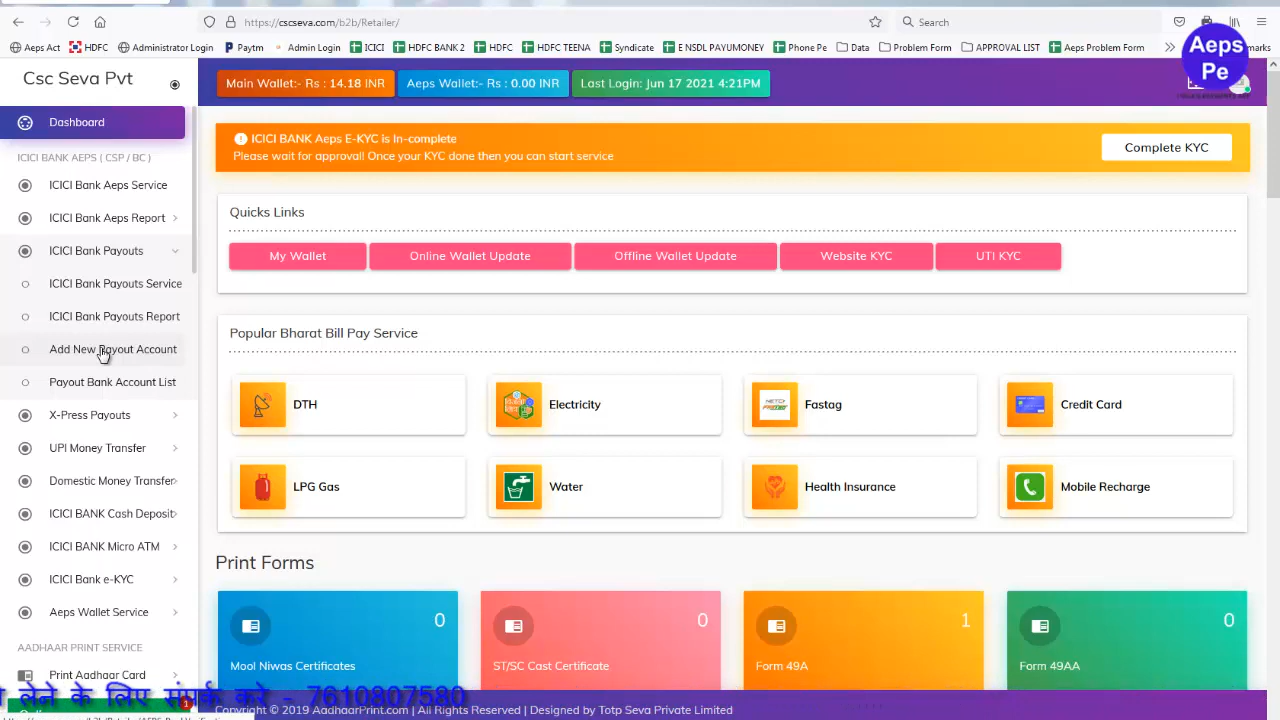 https://cscseva.com/b2b/Retailer/
Search
Aeps Act
HDFC
Administrator Login
Paytm
Admin Login
ICICI
HDFC BANK 2
HDFC
HDFC TEENA
Syndicate
E NSDL PAYUMONEY
Phone Pe
Data
Problem Form
APPROVAL LIST
Aeps Problem Form
Aeps
Pe
Csc Seva Pvt
Main Wallet:- Rs : 14.18 INR
Aeps Wallet:- Rs : 0.00 INR
Last Login: Jun 17 2021 4:21PM
Dashboard
ICICI BANK AEPS ( CSP / BC )
ICICI Bank Aeps Service
ICICI Bank Aeps Report
ICICI Bank Payouts
ICICI Bank Payouts Service
ICICI Bank Payouts Report
Add New Payout Account
Payout Bank Account List
X-Press Payouts
UPI Money Transfer
Domestic Money Transfer
ICICI BANK Cash Deposit
ICICI BANK Micro ATM
ICICI Bank e-KYC
Aeps Wallet Service
AADHAAR PRINT SERVICE
Print Aadhaar Card
ICICI BANK Aeps E-KYC is In-complete
Please wait for approval! Once your KYC done then you can start service
Complete KYC
Quicks Links
My Wallet
Online Wallet Update
Offline Wallet Update
Website KYC
UTI KYC
Popular Bharat Bill Pay Service
DTH
Electricity
Fastag
Credit Card
LPG Gas
Water
Health Insurance
Mobile Recharge
Print Forms
0
Mool Niwas Certificates
0
ST/SC Cast Certificate
1
Form 49A
0
Form 49AA
लेने के लिए संपर्क करे - 7610807580
1
Copyright © 2019 AadhaarPrint.com | All Rights Reserved | Designed by Totp Seva Private Limited